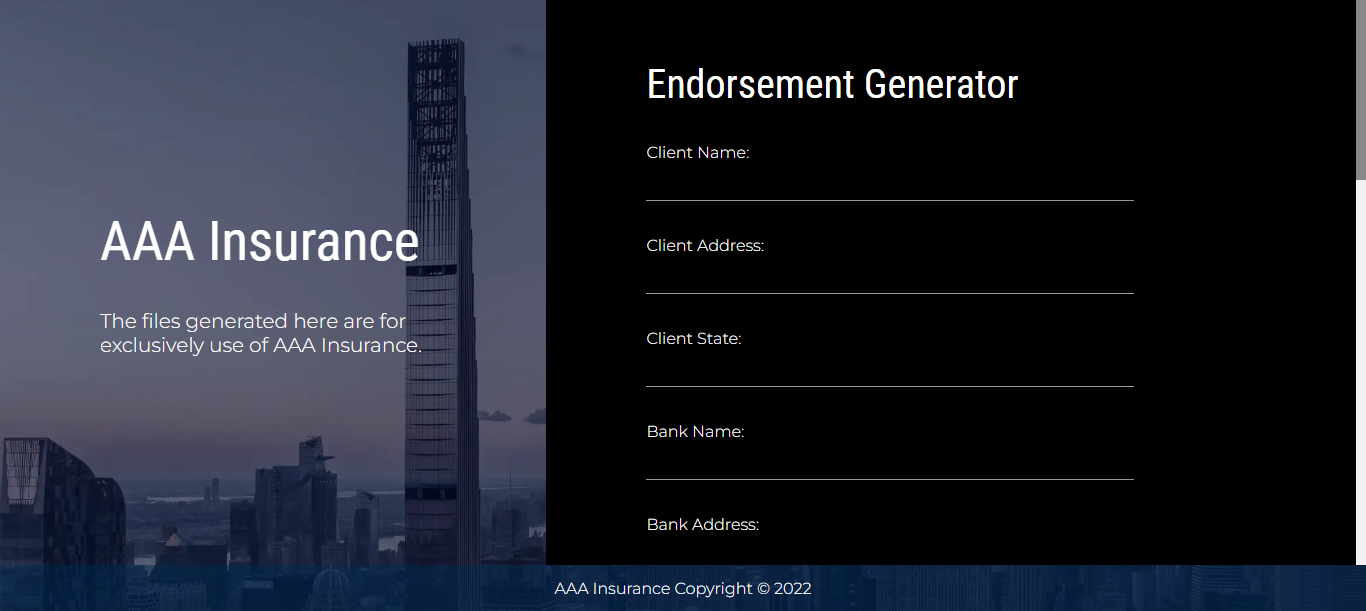 AAA Insurance
The files generated here are for
exclusively use of AAA Insurance.
Endorsement Generator
Client Name:
Client Address:
Client State:
Bank Name:
Bank Address:
AAA Insurance Copyright © 2022